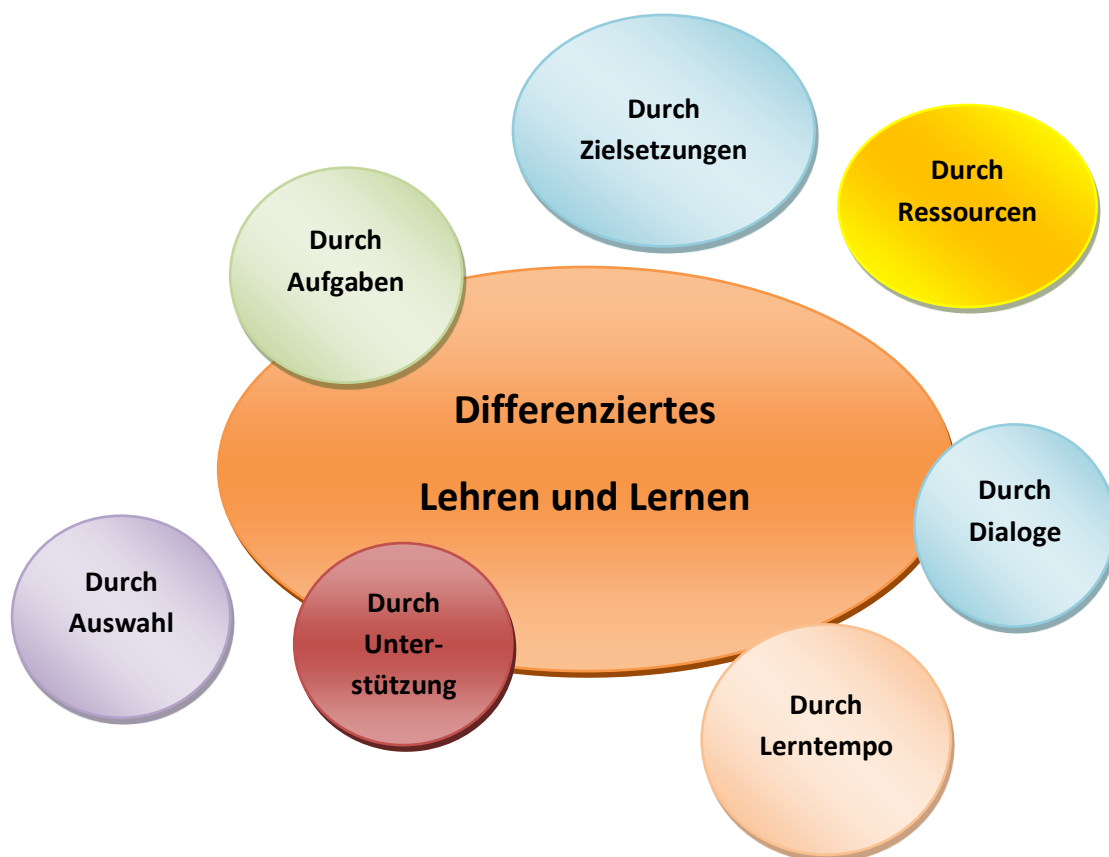 Durch
Zielsetzungen
Durch
Ressourcen
Durch
Aufgaben
Differenziertes
Lehren und Lernen
Durch
Dialoge
Durch
Auswahl
Durch
Unter-
stützung
Durch
Lerntempo